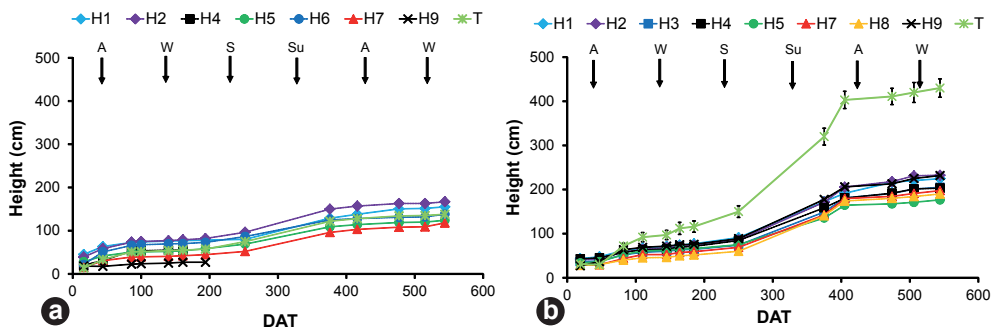 H1 H2 H4 H5 H6 H7 H9 T
A W S Su A W
Height (cm)
500
400
300
200
100
0
0 100 200 300 400 500 600
DAT
a
H1 H2 H3 H4 H5 H7 H8 H9 T
A W S Su A W
Height (cm)
500
400
300
200
100
0
0 100 200 300 400 500 600
DAT
b